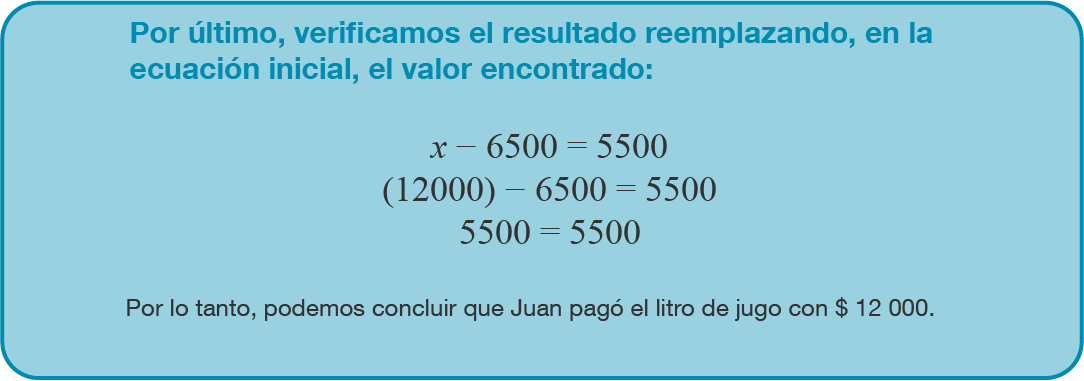 Por último, verificamos el resultado reemplazando, en la
ecuación inicial, el valor encontrado:
x − 6500 = 5500
(12000) − 6500 = 5500
5500 = 5500
Por lo tanto, podemos concluir que Juan pagó el litro de jugo con $ 12 000.